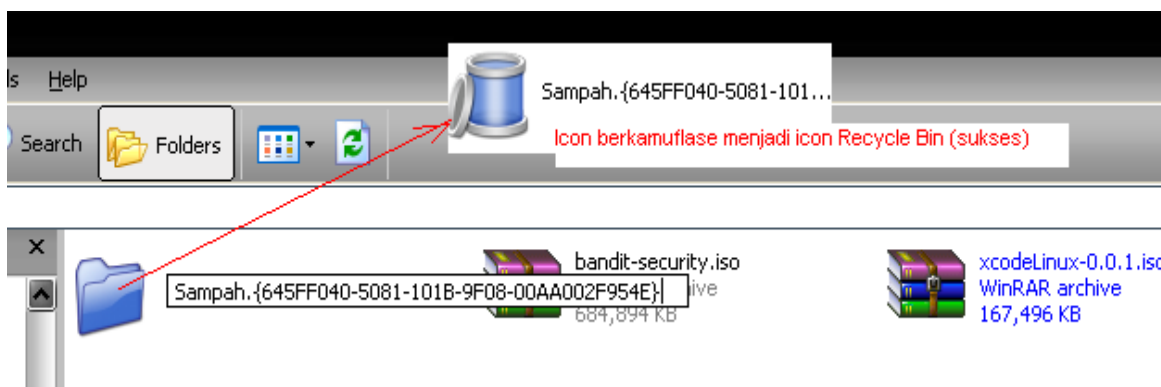 ls Help
Sampah.{645FF040-5081-101...
Icon berkamuflase menjadi icon Recycle Bin (sukses)
Search Folders
X
Sampah.{645FF040-5081-101B-9F08-00AA002F954E}
bandit-security.iso
ive
684,894 KB
xcodeLinux-0.0.1.iso
WinRAR archive
167,496 KB